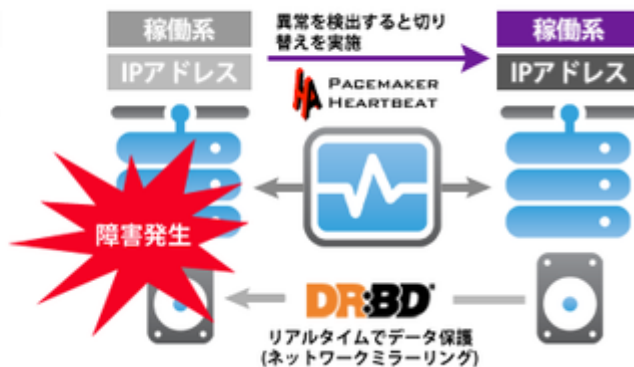 稼働系
IPアドレス
異常を検出すると切り
替えを実施
PACEMAKER
HEARTBEAT
稼働系
IPアドレス
障害発生
DR:BD®
リアルタイムでデータ保護
(ネットワークミラーリング)